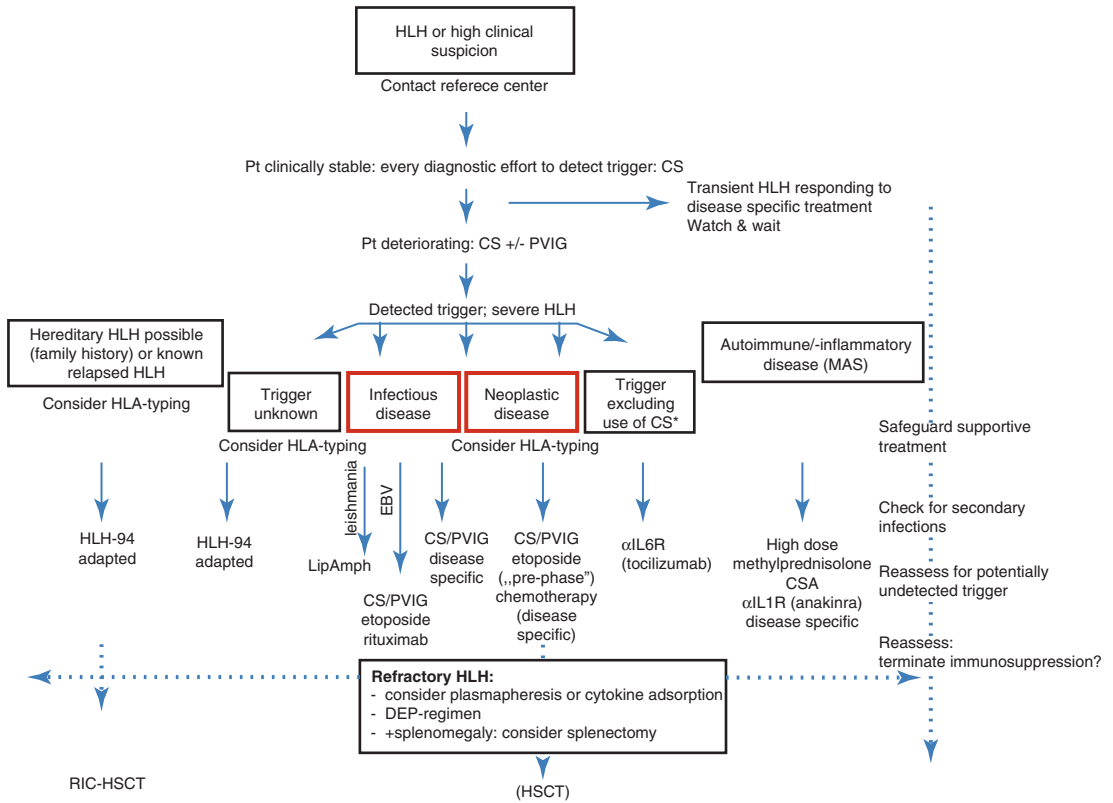 HLH or high clinical
suspicion
Contact referece center
Pt clinically stable: every diagnostic effort to detect trigger: CS
Transient HLH responding to
disease specific treatment
Watch & wait
Pt deteriorating: CS +/- PVIG
Detected trigger; severe HLH
Hereditary HLH possible
(family history) or known
relapsed HLH
Consider HLA-typing
Trigger
unknown
Consider HLA-typing
Infectious
disease
Neoplastic
disease
Consider HLA-typing
Trigger
excluding
use of CS*
Autoimmune/-inflammatory
disease (MAS)
Safeguard supportive
treatment
Check for secondary
infections
Reassess for potentially
undetected trigger
Reassess:
terminate immunosuppression?
HLH-94
adapted
HLH-94
adapted
leishmania
LipAmph
EBV
CS/PVIG
etoposide
rituximab
CS/PVIG
disease
specific
CS/PVIG
etoposide
(,,pre-phase”)
chemotherapy
(disease
specific)
αIL6R
(tocilizumab)
High dose
methylprednisolone
CSA
αIL1R (anakinra)
disease specific
Refractory HLH:
- consider plasmapheresis or cytokine adsorption
- DEP-regimen
- +splenomegaly: consider splenectomy
RIC-HSCT
(HSCT)